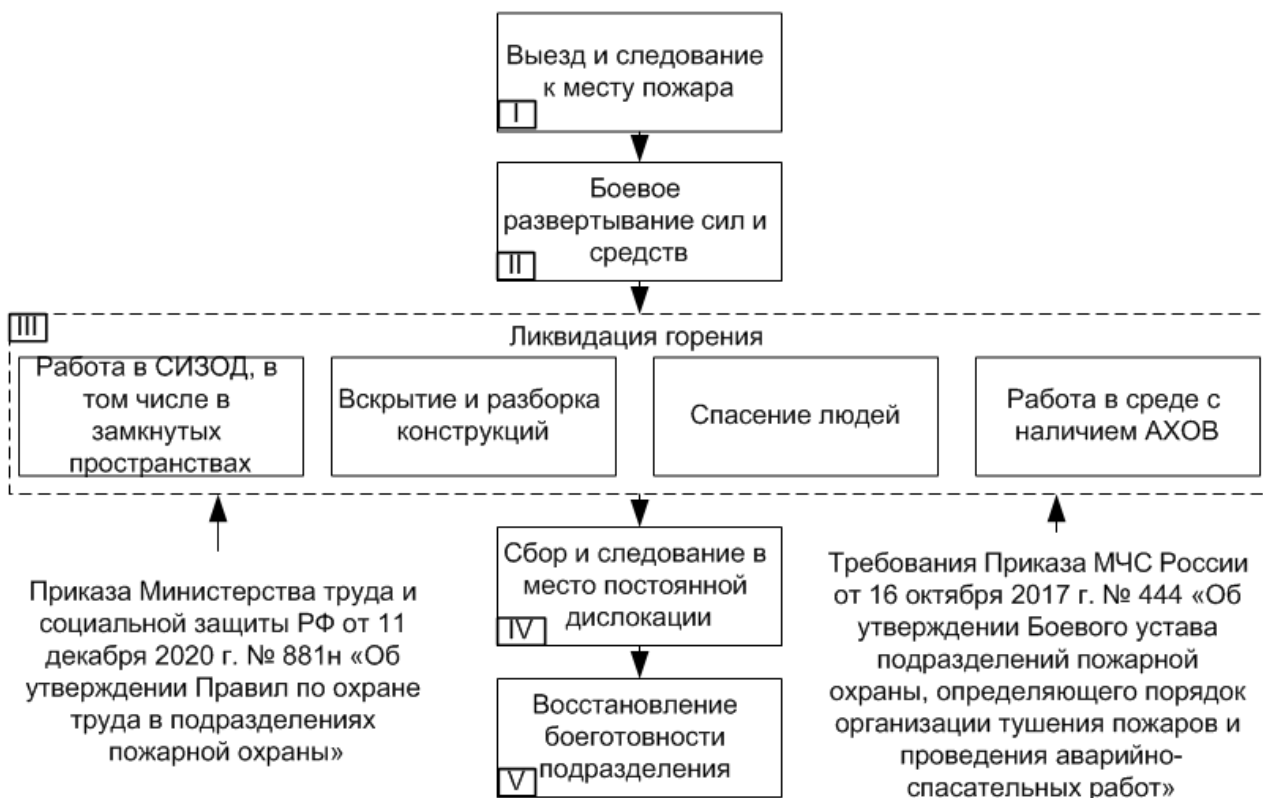 Выезд и следование
к месту пожара
I
Боевое
развертывание сил и
средств
II
III
Ликвидация горения
Работа в СИЗОД, в
том числе в
замкнутых
пространствах
Вскрытие и разборка
конструкций
Спасение людей
Работа в среде с
наличием АХОВ
Приказа Министерства труда и
социальной защиты РФ от 11
декабря 2020 г. № 881н «Об
утверждении Правил по охране
труда в подразделениях
пожарной охраны»
Сбор и следование в
место постоянной
дислокации
IV
Восстановление
боеготовности
подразделения
V
Требования Приказа МЧС России
от 16 октября 2017 г. № 444 «Об
утверждении Боевого устава
подразделений пожарной
охраны, определяющего порядок
организации тушения пожаров и
проведения аварийно-
спасательных работ»